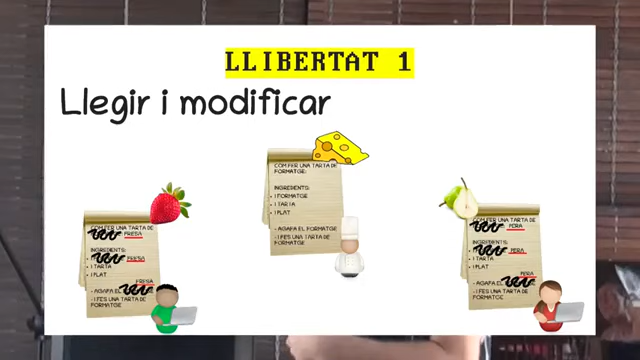 LLIBERTAT 1
Llegir i modificar
COM FER UNA TARTA DE
FORMATGE:
INGREDIENTS:
- 1 FORMATGE
- 1 TARTA
- 1 PLAT
- AGAFA EL FORMATGE
- I FES UNA TARTA DE
FORMATGE
COM FER UNA TARTA DE
FRESA
INGREDIENTS:
FRESA
- 1 TARTA
- 1 PLAT
FRESA
- AGAFA EL
- I FES UNA TARTA DE
FORMATGE
COM FER UNA TARTA DE
PERA
INGREDIENTS:
PERA
- 1 TARTA
- 1 PLAT
PERA
- AGAFA EL
- I FES UNA TARTA DE
FORMATGE